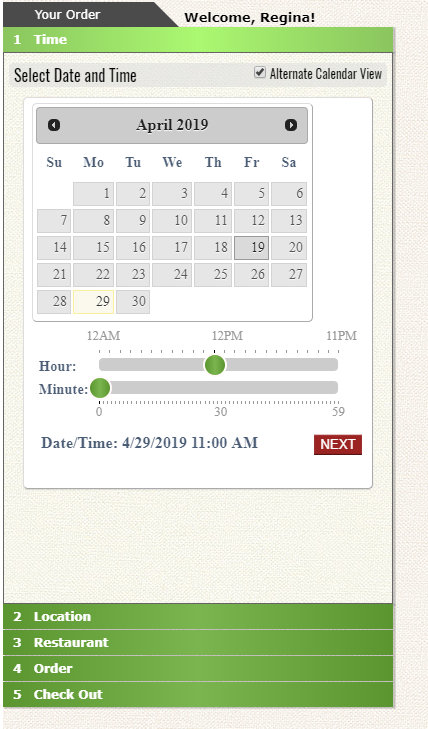 Your Order
Welcome, Regina!
1 Time
Select Date and Time
Alternate Calendar View
April 2019
Su Mo Tu We Th Fr Sa
1 2 3 4 5 6
7 8 9 10 11 12 13
14 15 16 17 18 19 20
21 22 23 24 25 26 27
28 29 30
12AM 12PM 11PM
Hour:
Minute:
0 30 59
Date/Time: 4/29/2019 11:00 AM NEXT
2 Location
3 Restaurant
4 Order
5 Check Out